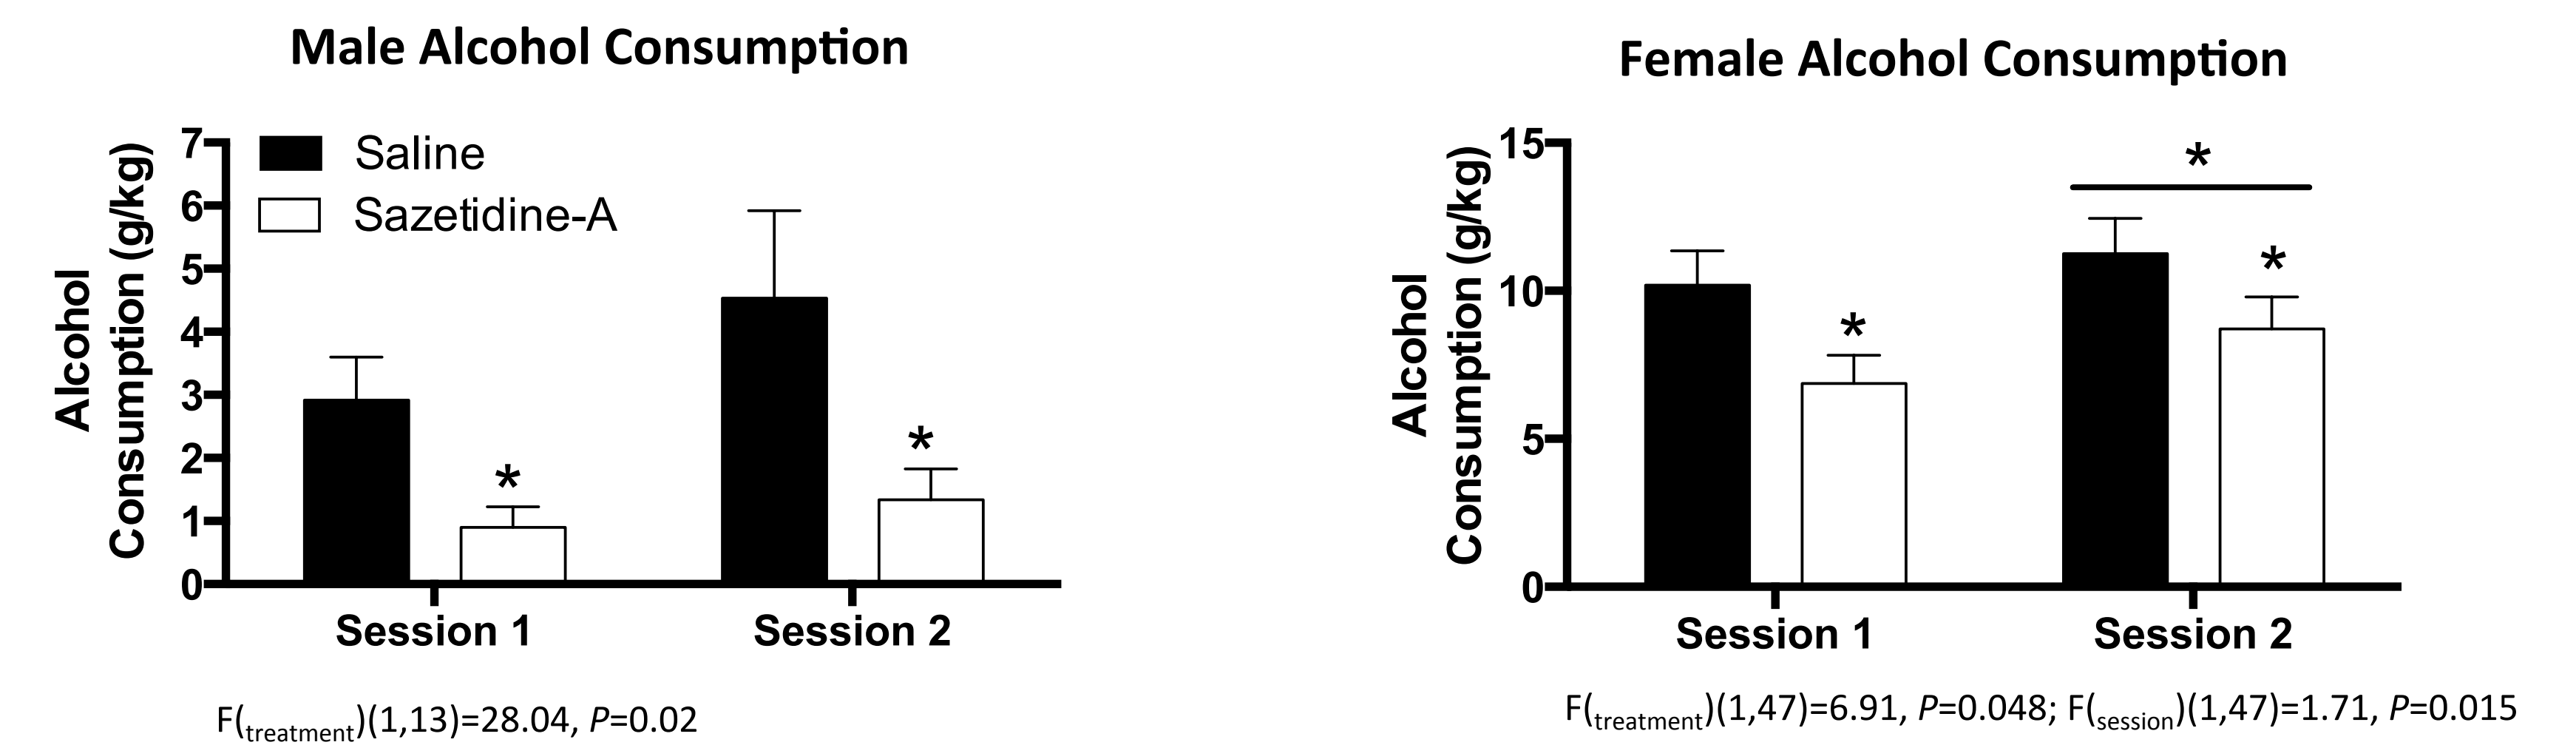 Male Alcohol Consumption
Alcohol
Consumption (g/kg)
7
6
5
4
3
2
1
0
Saline
Sazetidine-A
*
*
Session 1
Session 2
F(treatment)(1,13)=28.04, P=0.02
Female Alcohol Consumption
Alcohol
Consumption (g/kg)
15
10
5
0
*
*
*
Session 1
Session 2
F(treatment)(1,47)=6.91, P=0.048; F(session)(1,47)=1.71, P=0.015